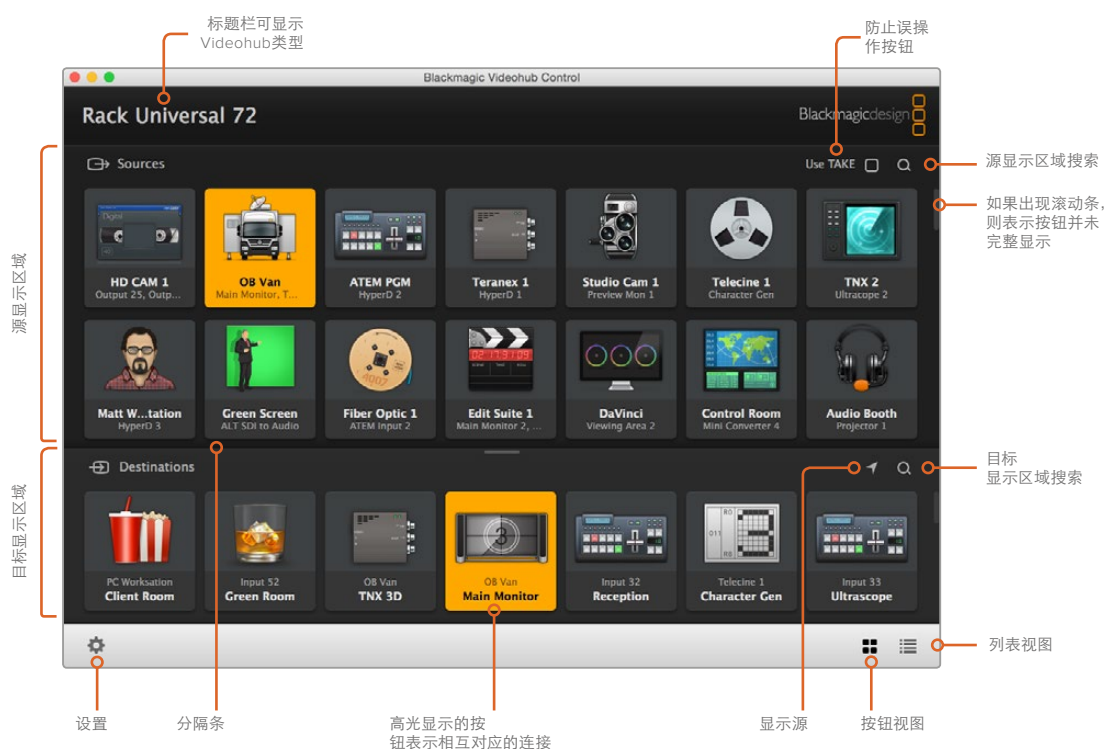 标题栏可显示
Videohub类型
防止误操
作按钮
Blackmagic Videohub Control
Rack Universal 72
Blackmagicdesign
源显示区域
Sources
Use TAKE
源显示区域搜索
如果出现滚动条,
则表示按钮并未
完整显示
Digital
HD CAM 1
Output 25, Outp...
OB Van
Main Monitor, T...
ATEM PGM
HyperD 2
Teranex 1
HyperD 1
Studio Cam 1
Preview Mon 1
Telecine 1
Character Gen
TNX 2
Ultracope 2
4007
02 17:31 09
Matt W...tation
HyperD 3
Green Screen
ALT SDI to Audio
Fiber Optic 1
ATEM Input 2
Edit Suite 1
Main Monitor 2, ...
DaVinci
Viewing Area 2
Control Room
Mini Converter 4
Audio Booth
Projector 1
目标显示区域
Destinations
目标
显示区域搜索
3
R0
011
R8
PC Worksation
Client Room
Input 52
Green Room
OB Van
TNX 3D
OB Van
Main Monitor
Input 32
Reception
Telecine 1
Character Gen
Input 33
Ultrascope
列表视图
设置
分隔条
高光显示的按
钮表示相互对应的连接
显示源
按钮视图